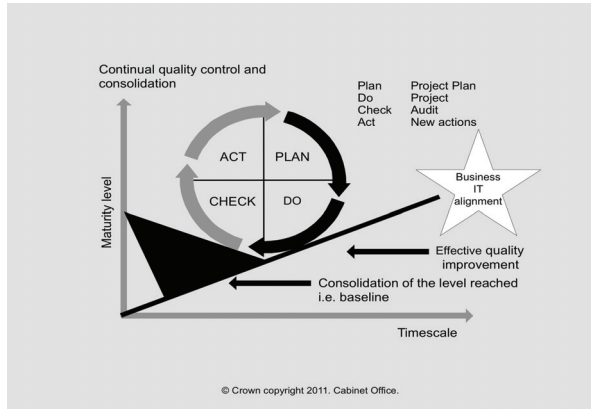 Continual quality control and
consolidation
Plan Project Plan
Do Project
Check Audit
Act New actions
ACT PLAN
CHECK DO
Business
IT
alignment
Maturity level
Effective quality
improvement
Consolidation of the level reached
i.e. baseline
Timescale
© Crown copyright 2011. Cabinet Office.